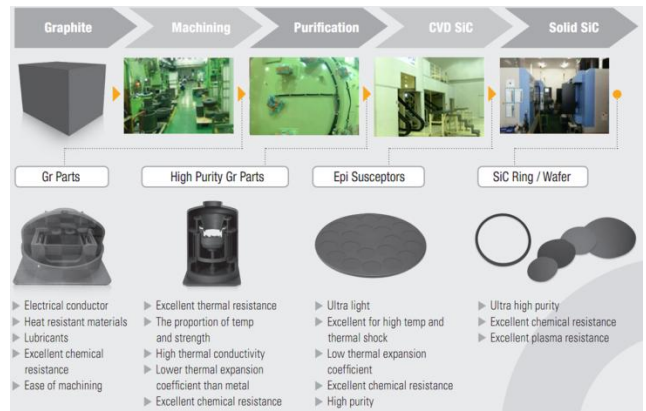 Graphite
Machining
Purification
CVD SiC
Solid SiC
Gr Parts
High Purity Gr Parts
Epi Susceptors
SiC Ring / Wafer
Electrical conductor
Heat resistant materials
Lubricants
Excellent chemical
resistance
Ease of machining
Excellent thermal resistance
The proportion of temp
and strength
High thermal conductivity
Lower thermal expansion
coefficient than metal
Excellent chemical resistance
Ultra light
Excellent for high temp and
thermal shock
Low thermal expansion
coefficient
Excellent chemical resistance
High purity
Ultra high purity
Excellent chemical resistance
Excellent plasma resistance